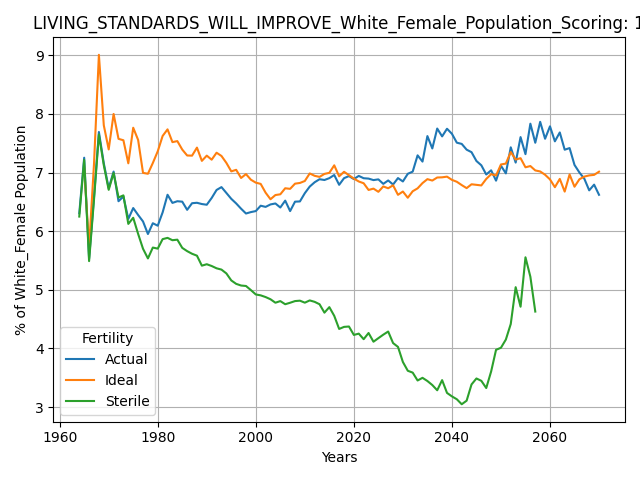 LIVING_STANDARDS_WILL_IMPROVE_White_Female_Population_Scoring: 1
9
8
7
6
5
4
3
% of White_Female Population
Fertility
Actual
Ideal
Sterile
1960
1980
2000
2020
2040
2060
Years